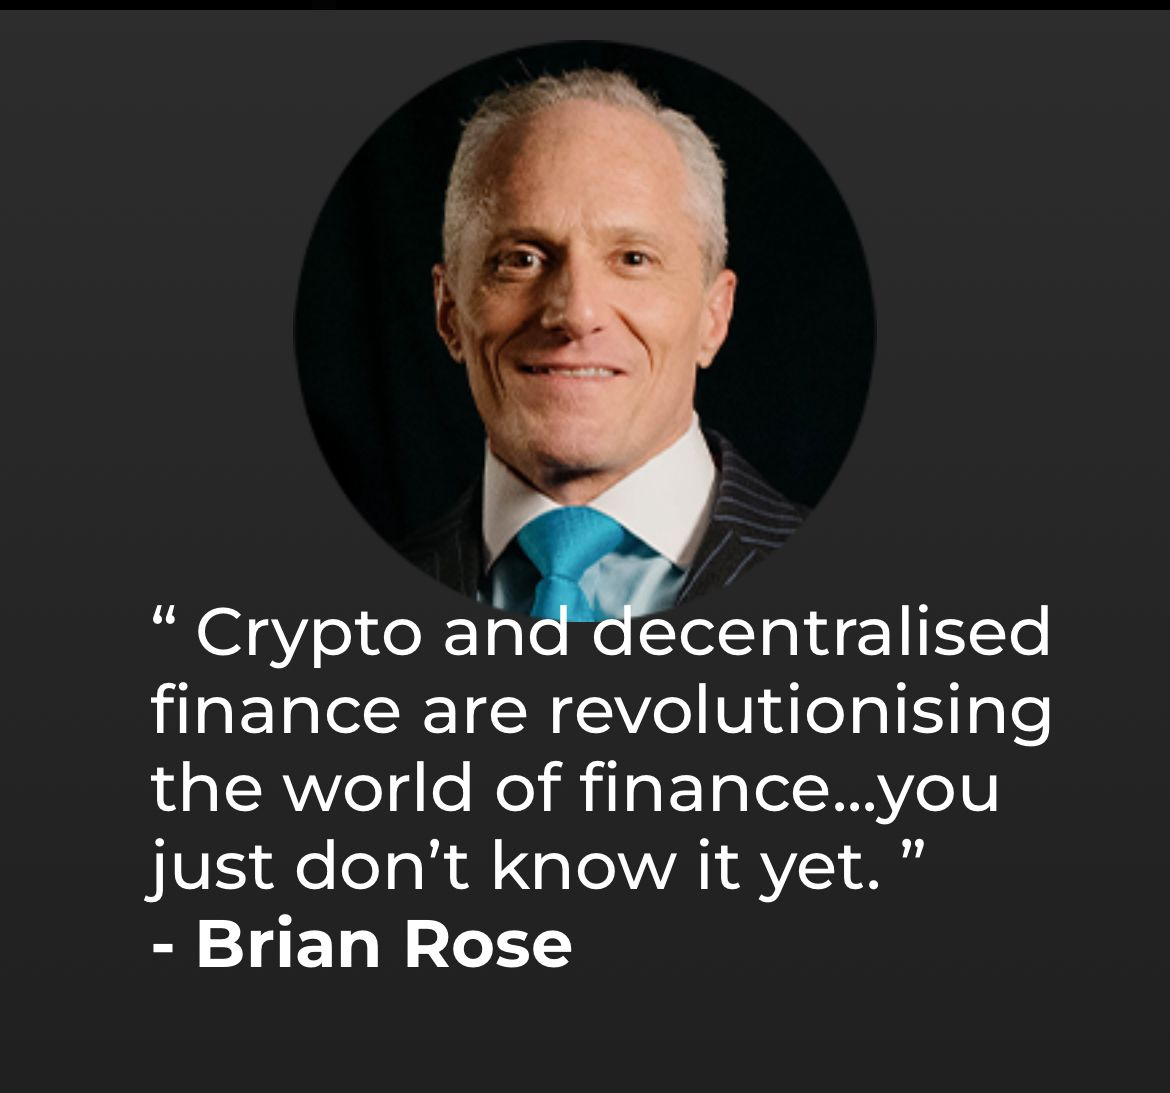 “ Crypto and decentralised
finance are revolutionising
the world of finance...you
just don’t know it yet. ”
- Brian Rose